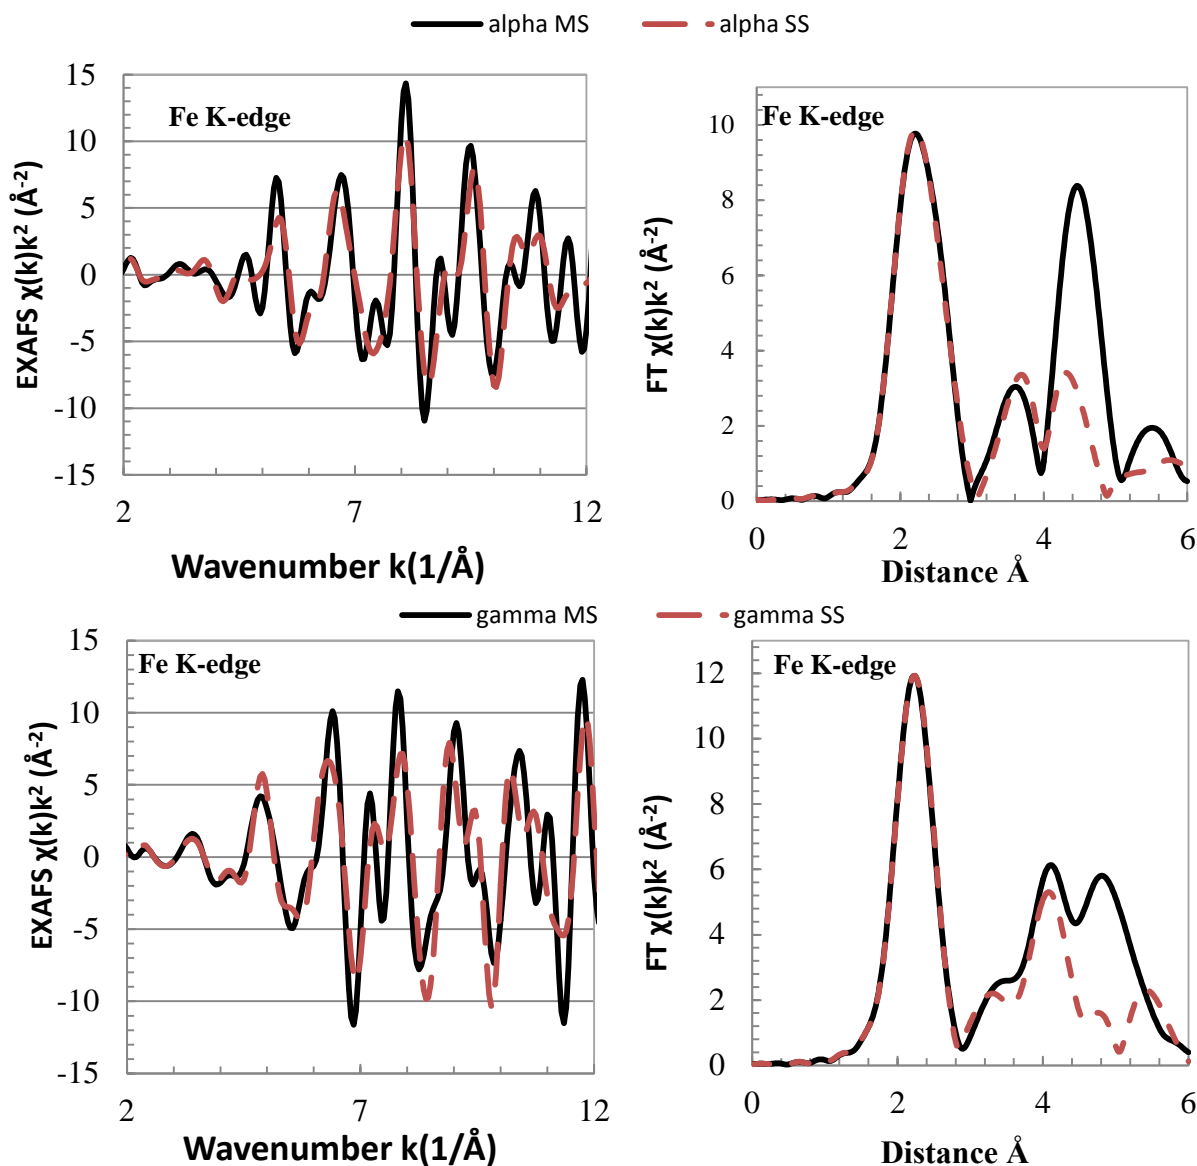 alpha MS alpha SS
Fe K-edge
EXAFS χ(k)k² (Å⁻²)
15
10
5
0
-5
-10
-15
2 7 12
Wavenumber k(1/Å)
Fe K-edge
FT χ(k)k² (Å⁻²)
10
8
6
4
2
0
0 2 4 6
Distance Å
gamma MS gamma SS
Fe K-edge
EXAFS χ(k)k² (Å⁻²)
15
10
5
0
-5
-10
-15
2 7 12
Wavenumber k(1/Å)
Fe K-edge
FT χ(k)k² (Å⁻²)
12
10
8
6
4
2
0
0 2 4 6
Distance Å